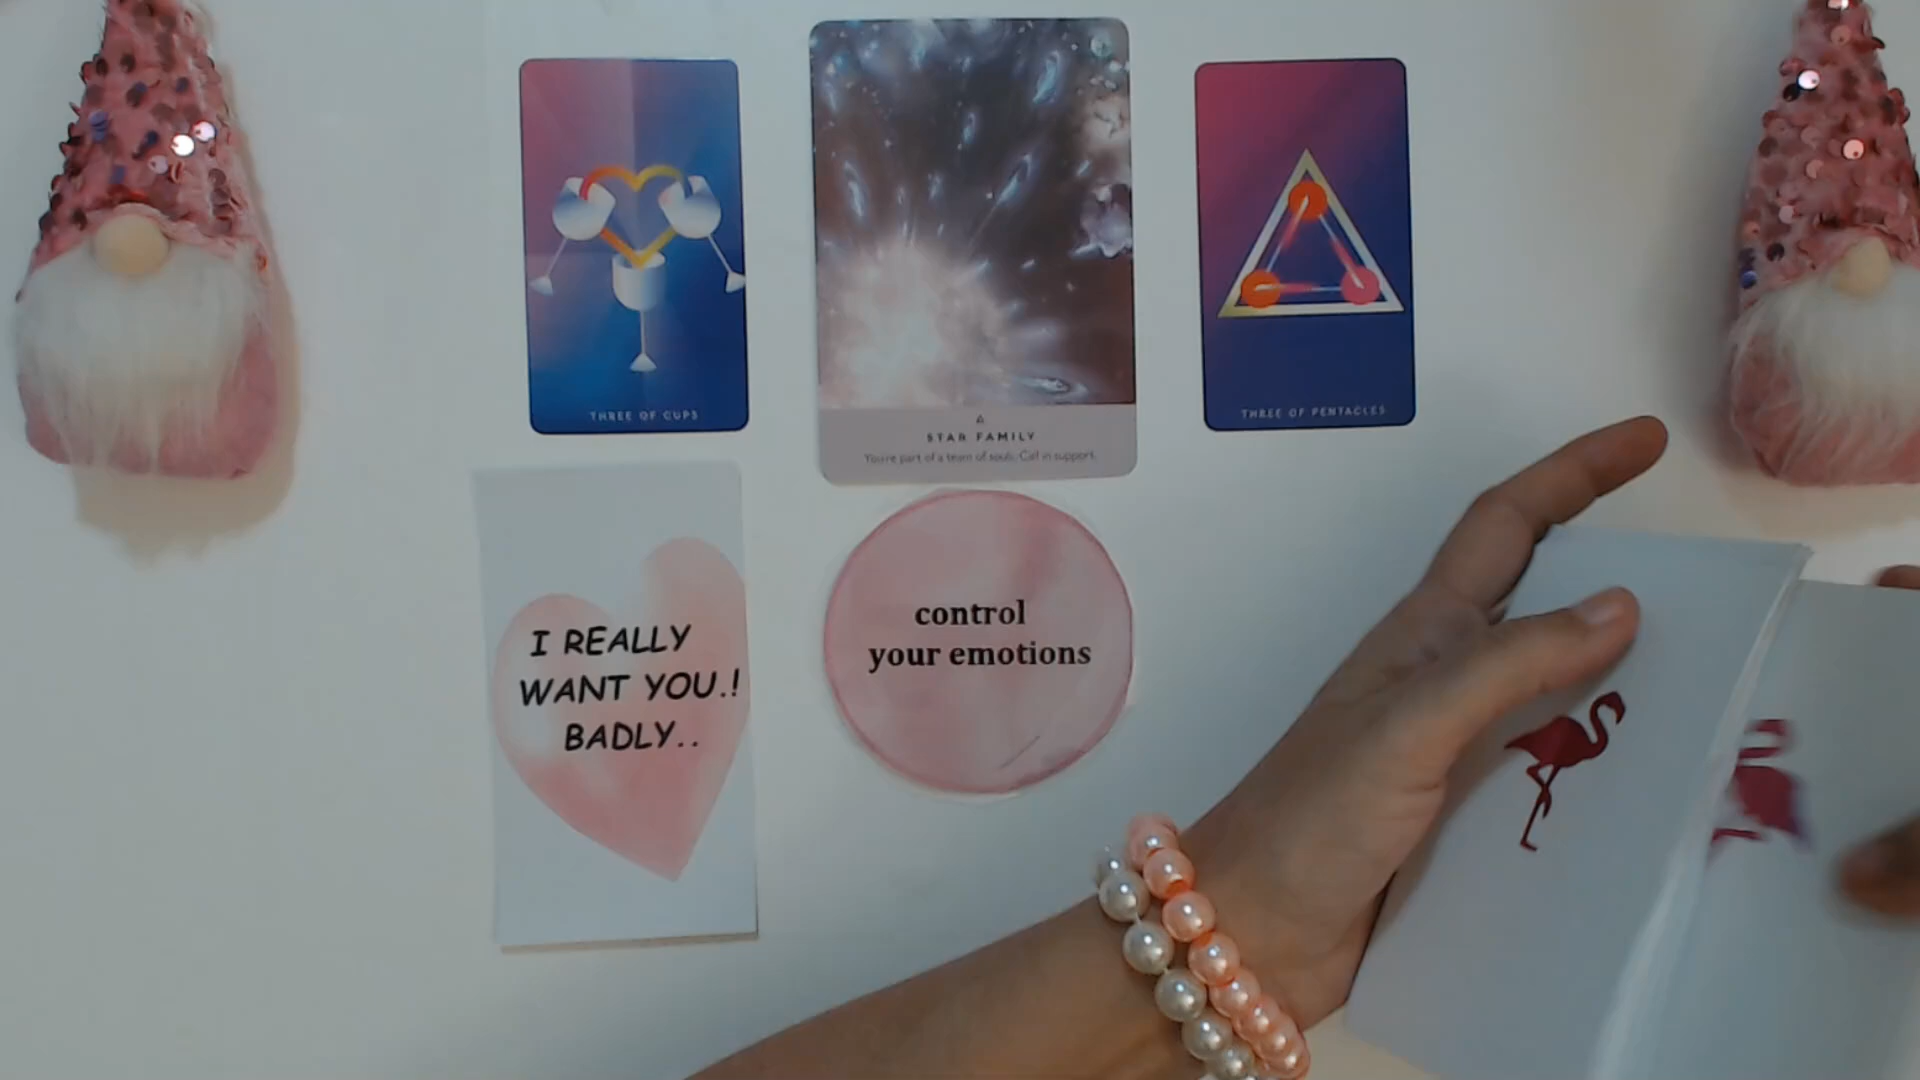 THREE OF CUPS
STAR FAMILY
You're part of a team of souls. Call in support.
THREE OF PENTACLES
I REALLY
WANT YOU.!
BADLY..
control
your emotions